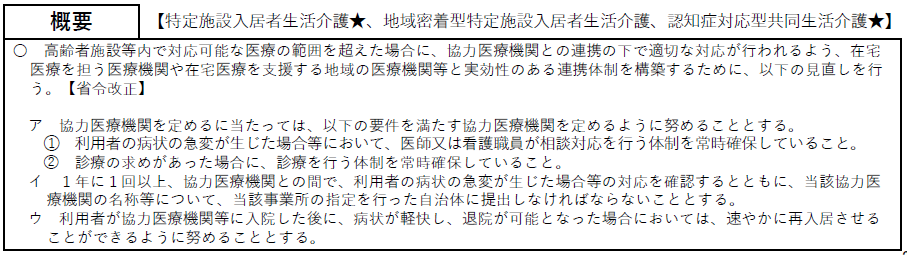 概要
【特定施設入居者生活介護★、地域密着型特定施設入居者生活介護、認知症対応型共同生活介護★】
○　高齢者施設等内で対応可能な医療の範囲を超えた場合に、協力医療機関との連携の下で適切な対応が行われるよう、在宅
医療を担う医療機関や在宅医療を支援する地域の医療機関等と実効性のある連携体制を構築するために、以下の見直しを行
う。【省令改正】
ア　協力医療機関を定めるに当たっては、以下の要件を満たす協力医療機関を定めるように努めることとする。
①　利用者の病状の急変が生じた場合等において、医師又は看護職員が相談対応を行う体制を常時確保していること。
②　診療の求めがあった場合に、診療を行う体制を常時確保していること。
イ　１年に１回以上、協力医療機関との間で、利用者の病状の急変が生じた場合等の対応を確認するとともに、当該協力医
療機関の名称等について、当該事業所の指定を行った自治体に提出しなければならないこととする。
ウ　利用者が協力医療機関等に入院した後に、病状が軽快し、退院が可能となった場合においては、速やかに再入居させる
ことができるように努めることとする。